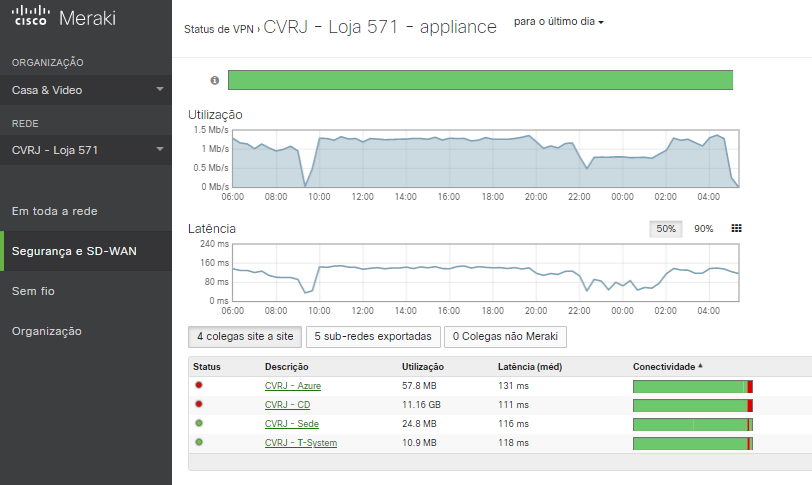 CISCO Meraki
ORGANIZAÇÃO
Casa & Video
REDE
CVRJ - Loja 571
Em toda a rede
Segurança e SD-WAN
Sem fio
Organização
Status de VPN › CVRJ - Loja 571 - appliance para o último dia
Utilização
1.5 Mb/s
1 Mb/s
0.5 Mb/s
0 Mb/s
06:00 08:00 10:00 12:00 14:00 16:00 18:00 20:00 22:00 00:00 02:00 04:00
Latência 50% 90%
240 ms
160 ms
80 ms
0 ms
06:00 08:00 10:00 12:00 14:00 16:00 18:00 20:00 22:00 00:00 02:00 04:00
4 colegas site a site 5 sub-redes exportadas 0 Colegas não Meraki
Status Descrição Utilização Latência (méd) Conectividade
CVRJ - Azure 57.8 MB 131 ms
CVRJ - CD 11.16 GB 111 ms
CVRJ - Sede 24.8 MB 116 ms
CVRJ - T-System 10.9 MB 118 ms